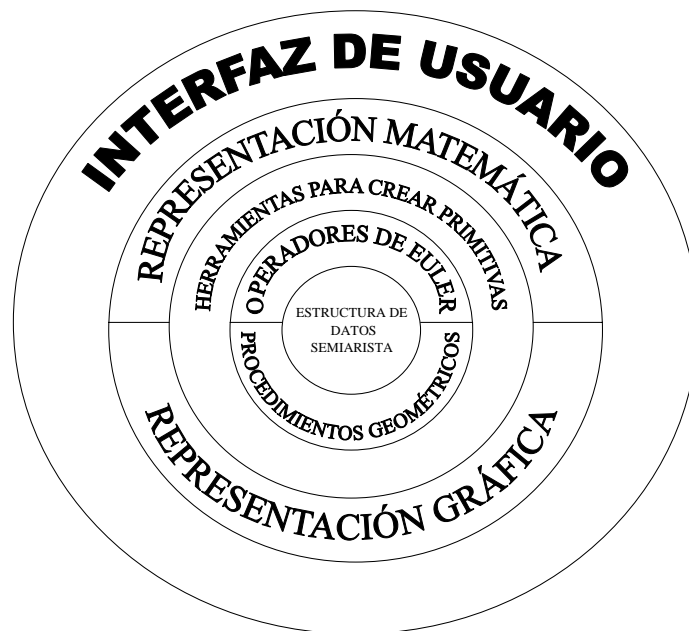 INTERFAZ DE USUARIO
REPRESENTACIÓN MATEMÁTICA
HERRAMIENTAS PARA CREAR PRIMITIVAS
OPERADORES DE EULER
ESTRUCTURA DE
DATOS
SEMIARISTA
PROCEDIMIENTOS GEOMÉTRICOS
REPRESENTACIÓN GRÁFICA